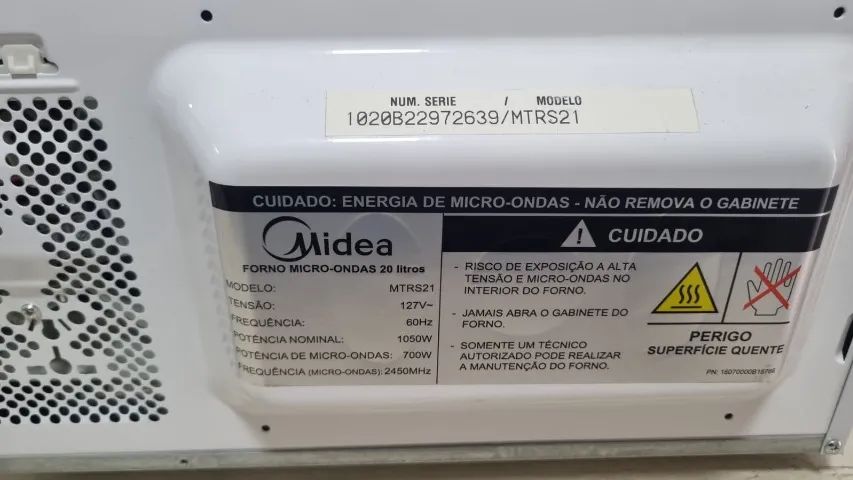 NUM. SERIE / MODELO
1020B22972639/MTRS21
CUIDADO: ENERGIA DE MICRO-ONDAS - NÃO REMOVA O GABINETE
Midea
FORNO MICRO-ONDAS 20 litros
MODELO: MTRS21
TENSÃO: 127V~
FREQUÊNCIA: 60Hz
POTÊNCIA NOMINAL: 1050W
POTÊNCIA DE MICRO-ONDAS: 700W
FREQUÊNCIA (MICRO-ONDAS): 2450MHz
CUIDADO
- RISCO DE EXPOSIÇÃO A ALTA
TENSÃO E MICRO-ONDAS NO
INTERIOR DO FORNO.
- JAMAIS ABRA O GABINETE DO
FORNO.
- SOMENTE UM TÉCNICO
AUTORIZADO PODE REALIZAR
A MANUTENÇÃO DO FORNO.
PERIGO
SUPERFÍCIE QUENTE
PN: